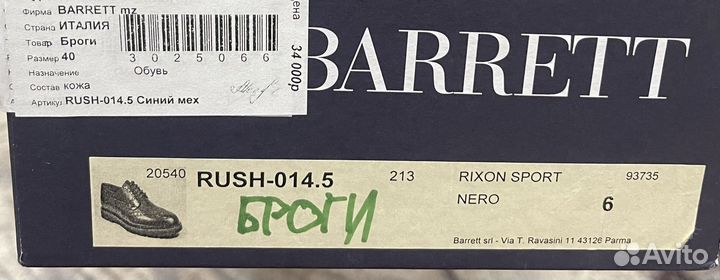 Фирма BARRETT mz
Страна ИТАЛИЯ
Товар Броги
Размер 40
3025066
Назначение Обувь
Состав кожа
Артикул RUSH-014.5 Синий мех
34 000р
BARRETT
20540 RUSH-014.5 213 RIXON SPORT 93735
NERO 6
БРОГИ
Barrett srl - Via T. Ravasini 11 43126 Parma
Avito